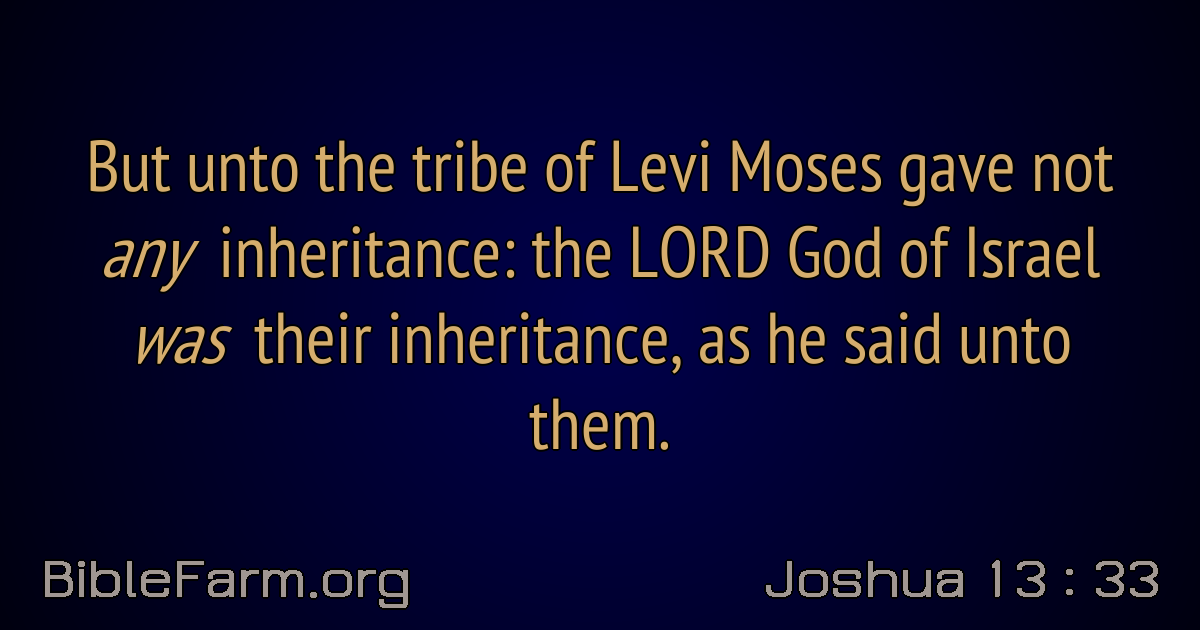 But unto the tribe of Levi Moses gave not
any inheritance: the LORD God of Israel
was their inheritance, as he said unto
them.
BibleFarm.org
Joshua 13 : 33